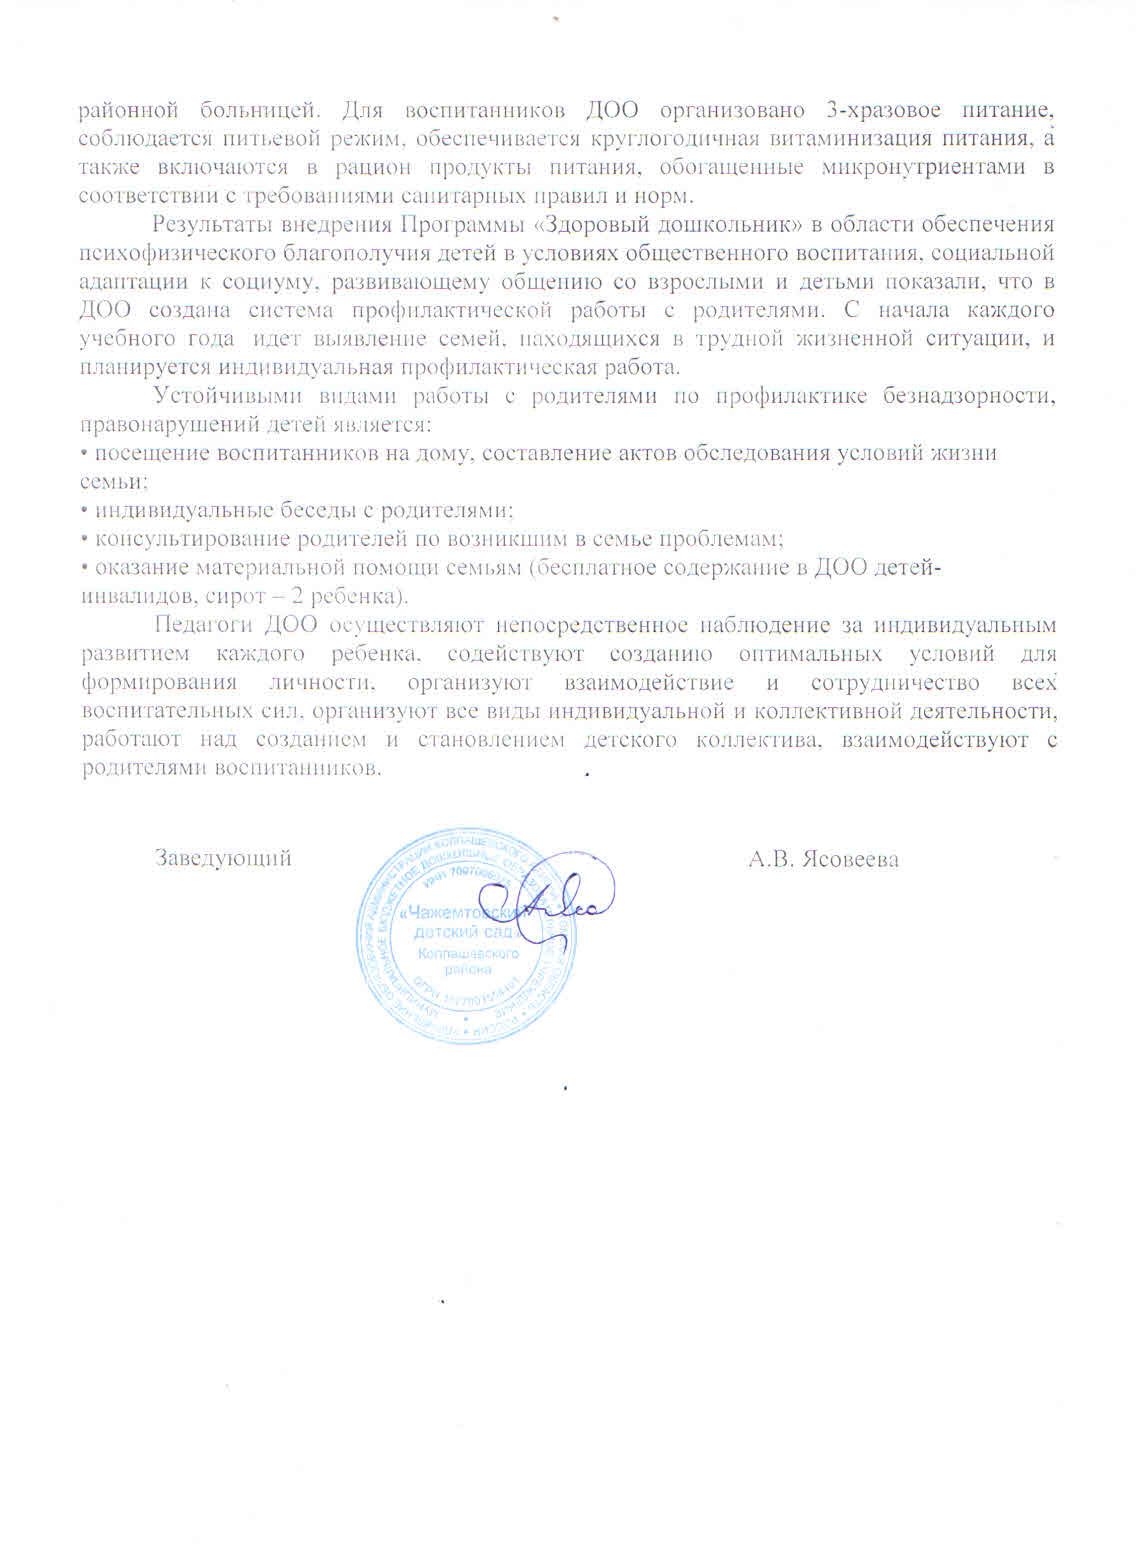 районной больницей. Для воспитанников ДОО организовано 3-хразовое питание,
соблюдается питьевой режим, обеспечивается круглогодичная витаминизация питания, а
также включаются в рацион продукты питания, обогащенные микронутриентами в
соответствии с требованиями санитарных правил и норм.
Результаты внедрения Программы «Здоровый дошкольник» в области обеспечения
психофизического благополучия детей в условиях общественного воспитания, социальной
адаптации к социуму, развивающему общению со взрослыми и детьми показали, что в
ДОО создана система профилактической работы с родителями. С начала каждого
учебного года идет выявление семей, находящихся в трудной жизненной ситуации, и
планируется индивидуальная профилактическая работа.
Устойчивыми видами работы с родителями по профилактике безнадзорности,
правонарушений детей является:
• посещение воспитанников на дому, составление актов обследования условий жизни
семьи;
• индивидуальные беседы с родителями;
• консультирование родителей по возникшим в семье проблемам;
• оказание материальной помощи семьям (бесплатное содержание в ДОО детей-
инвалидов, сирот – 2 ребенка).
Педагоги ДОО осуществляют непосредственное наблюдение за индивидуальным
развитием каждого ребенка, содействуют созданию оптимальных условий для
формирования личности, организуют взаимодействие и сотрудничество всех
воспитательных сил, организуют все виды индивидуальной и коллективной деятельности,
работают над созданием и становлением детского коллектива, взаимодействуют с
родителями воспитанников.
Заведующий
А.В. Ясовеева
«Чажемтовский
детский сад»
Колпашевского
района